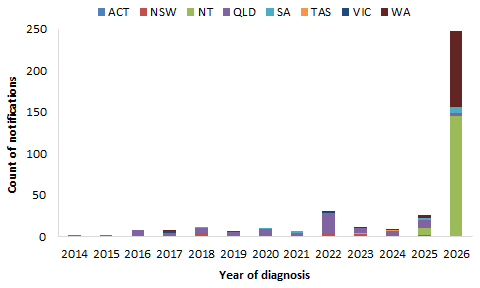 ACT NSW NT QLD SA TAS VIC WA
250
200
150
100
50
0
Count of notifications
2014 2015 2016 2017 2018 2019 2020 2021 2022 2023 2024 2025 2026
Year of diagnosis